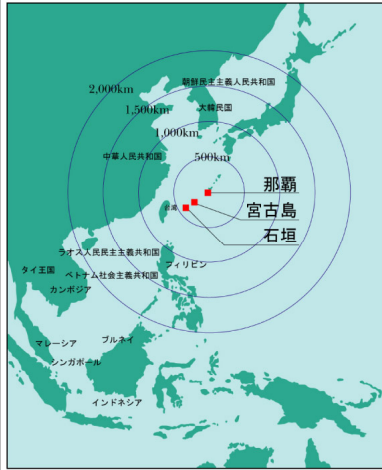 2,000km
朝鮮民主主義人民共和国
1,500km
大韓民国
1,000km
中華人民共和国
500km
那覇
台湾
宮古島
石垣
ラオス人民民主主義共和国
フィリピン
タイ王国
ベトナム社会主義共和国
カンボジア
マレーシア
ブルネイ
シンガポール
インドネシア